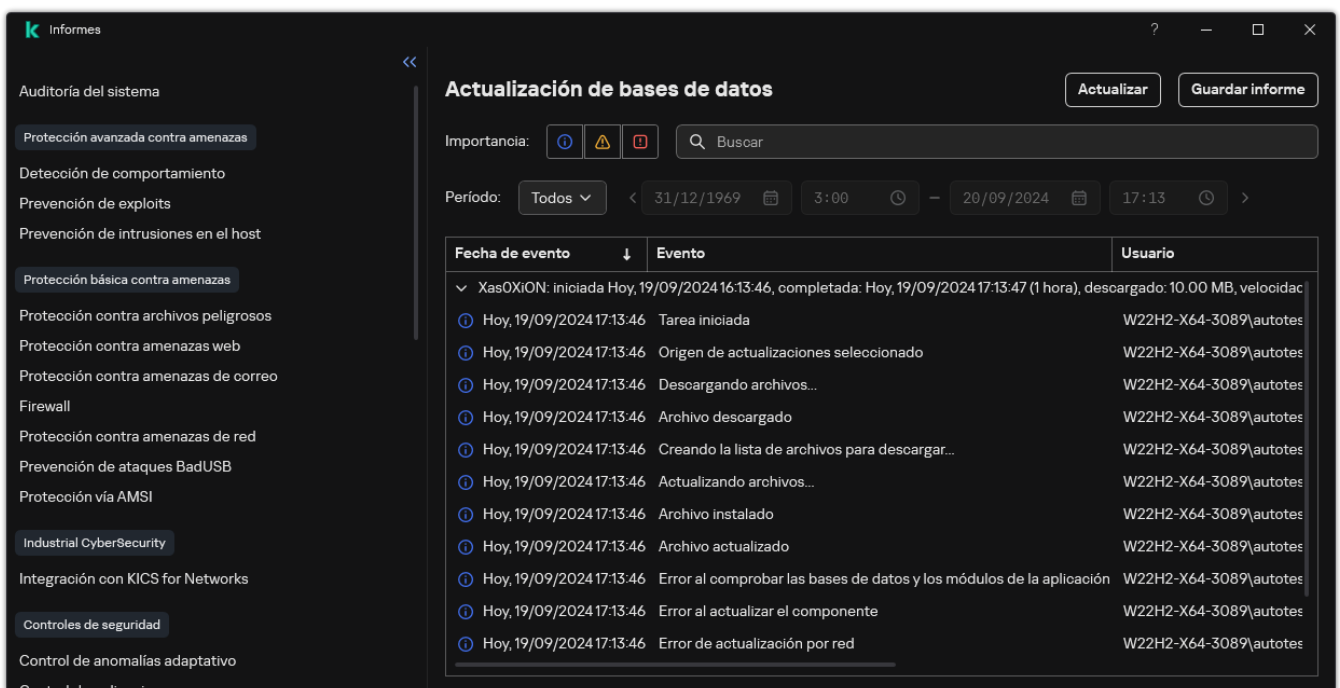 Informes
?
Auditoría del sistema
Protección avanzada contra amenazas
Detección de comportamiento
Prevención de exploits
Prevención de intrusiones en el host
Protección básica contra amenazas
Protección contra archivos peligrosos
Protección contra amenazas web
Protección contra amenazas de correo
Firewall
Protección contra amenazas de red
Prevención de ataques BadUSB
Protección vía AMSI
Industrial CyberSecurity
Integración con KICS for Networks
Controles de seguridad
Control de anomalías adaptativo
Actualización de bases de datos
Actualizar
Guardar informe
Importancia:
Buscar
Período: Todos 31/12/1969 3:00 – 20/09/2024 17:13
Fecha de evento Evento Usuario
Xas0XiON: iniciada Hoy, 19/09/2024 16:13:46, completada: Hoy, 19/09/2024 17:13:47 (1 hora), descargado: 10.00 MB, velocidac
Hoy, 19/09/2024 17:13:46 Tarea iniciada W22H2-X64-3089\autotes
Hoy, 19/09/2024 17:13:46 Origen de actualizaciones seleccionado W22H2-X64-3089\autotes
Hoy, 19/09/2024 17:13:46 Descargando archivos... W22H2-X64-3089\autotes
Hoy, 19/09/2024 17:13:46 Archivo descargado W22H2-X64-3089\autotes
Hoy, 19/09/2024 17:13:46 Creando la lista de archivos para descargar... W22H2-X64-3089\autotes
Hoy, 19/09/2024 17:13:46 Actualizando archivos... W22H2-X64-3089\autotes
Hoy, 19/09/2024 17:13:46 Archivo instalado W22H2-X64-3089\autotes
Hoy, 19/09/2024 17:13:46 Archivo actualizado W22H2-X64-3089\autotes
Hoy, 19/09/2024 17:13:46 Error al comprobar las bases de datos y los módulos de la aplicación W22H2-X64-3089\autotes
Hoy, 19/09/2024 17:13:46 Error al actualizar el componente W22H2-X64-3089\autotes
Hoy, 19/09/2024 17:13:46 Error de actualización por red W22H2-X64-3089\autotes